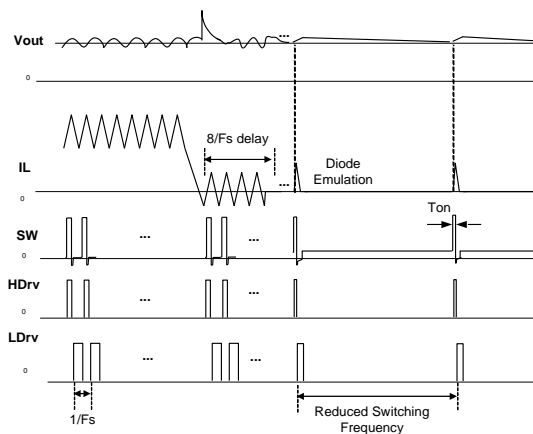 Vout
...
0
8/Fs delay
Diode
Emulation
IL
...
0
Ton
SW
...
...
0
HDrv
...
...
0
LDrv
...
...
0
1/Fs
Reduced Switching
Frequency